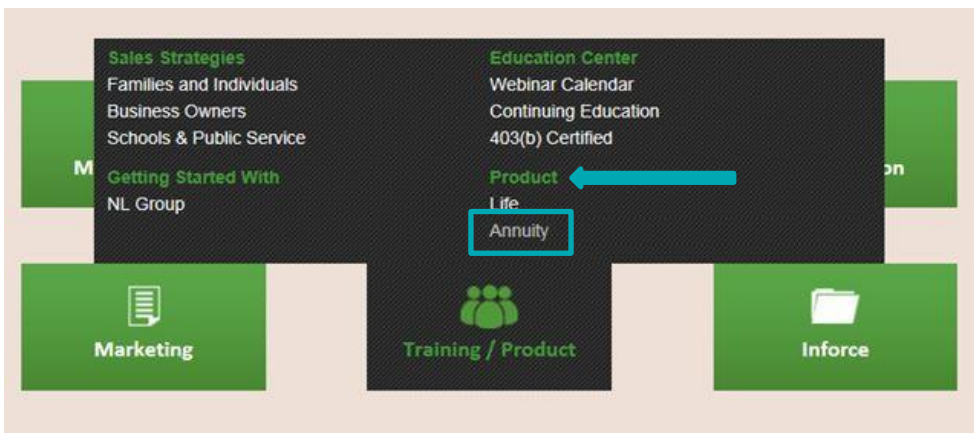 Sales Strategies
Families and Individuals
Business Owners
Schools & Public Service
Getting Started With
NL Group
Education Center
Webinar Calendar
Continuing Education
403(b) Certified
Product
Life
Annuity
Marketing
Training / Product
Inforce